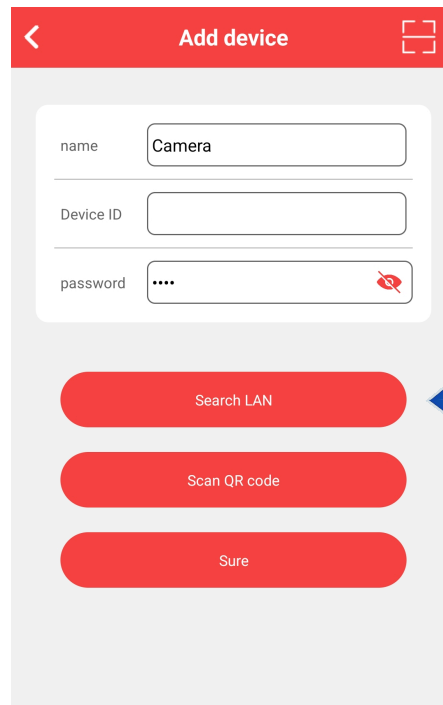 Add device
name Camera
Device ID
password ••••
Search LAN
Scan QR code
Sure